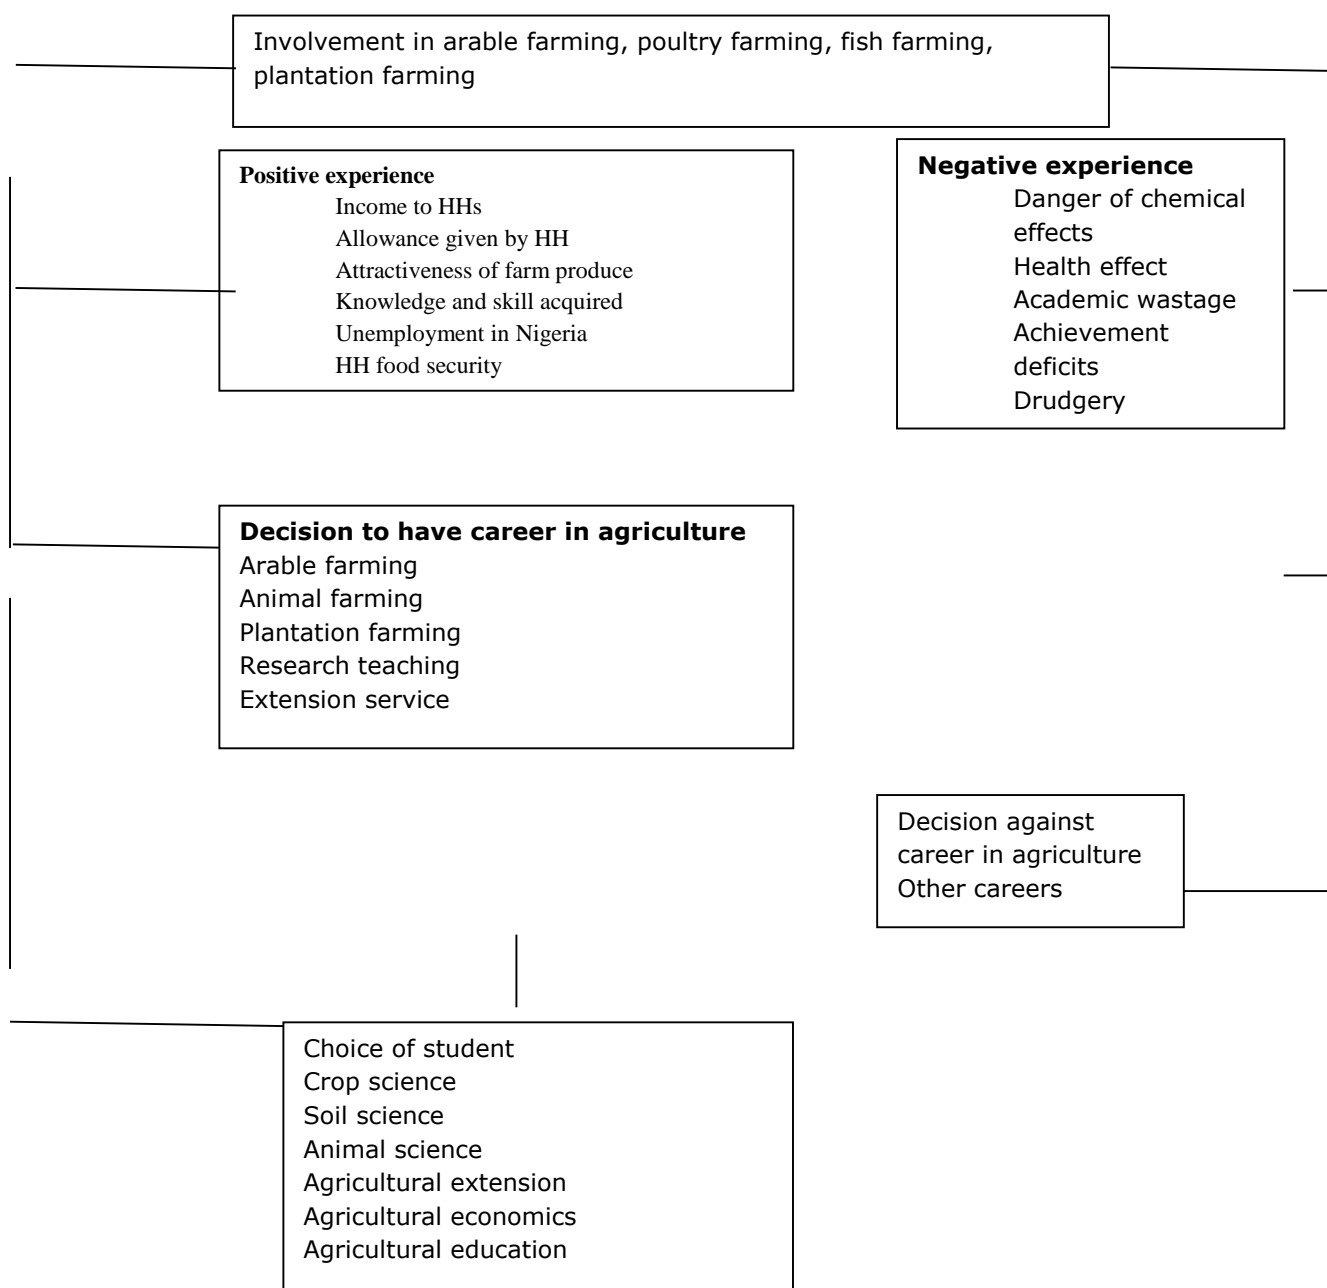 Involvement in arable farming, poultry farming, fish farming,
plantation farming
Positive experience
Income to HHs
Allowance given by HH
Attractiveness of farm produce
Knowledge and skill acquired
Unemployment in Nigeria
HH food security
Negative experience
Danger of chemical
effects
Health effect
Academic wastage
Achievement
deficits
Drudgery
Decision to have career in agriculture
Arable farming
Animal farming
Plantation farming
Research teaching
Extension service
Decision against
career in agriculture
Other careers
Choice of student
Crop science
Soil science
Animal science
Agricultural extension
Agricultural economics
Agricultural education